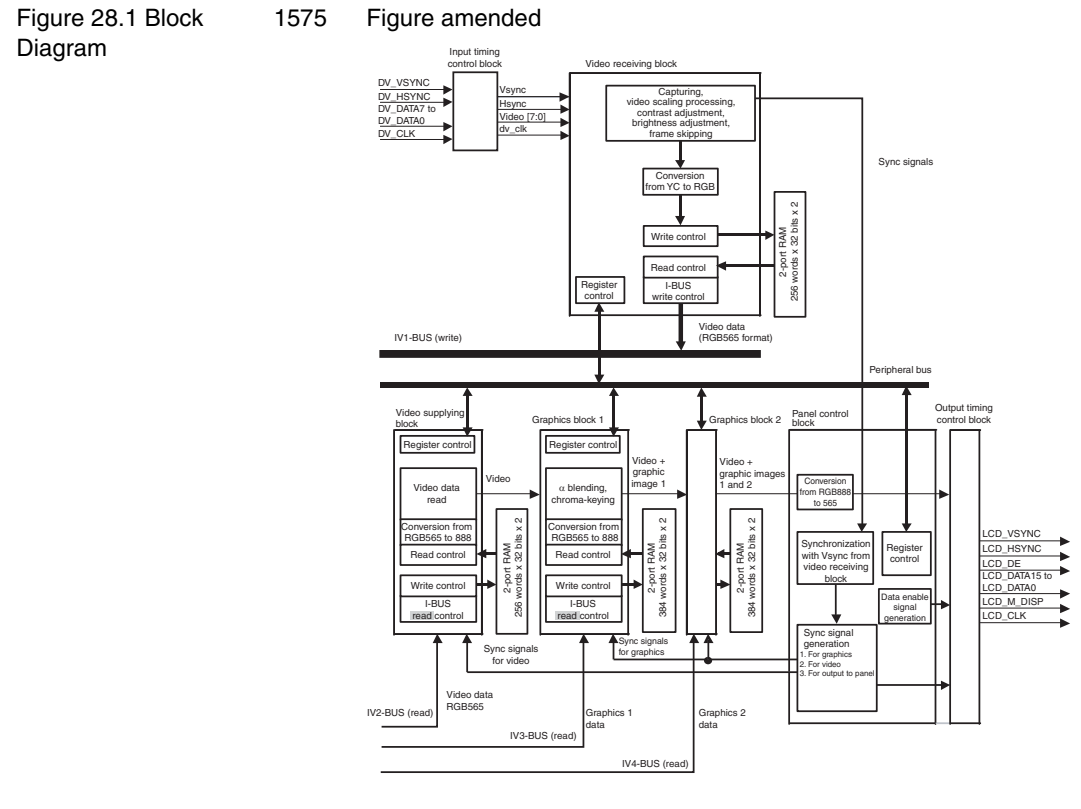 Figure 28.1 Block
Diagram
1575
Figure amended
Input timing
control block
DV_VSYNC
DV_HSYNC
DV_DATA7 to
DV_DATA0
DV_CLK
Vsync
Hsync
Video [7:0]
dv_clk
Video receiving block
Capturing,
video scaling processing,
contrast adjustment,
brightness adjustment,
frame skipping
Sync signals
Conversion
from YC to RGB
Write control
Read control
I-BUS
write control
2-port RAM
256 words x 32 bits x 2
Register
control
Video data
(RGB565 format)
IV1-BUS (write)
Peripheral bus
Video supplying
block
Register control
Video data
read
Conversion from
RGB565 to 888
Read control
Write control
I-BUS
read control
Video
2-port RAM
256 words x 32 bits x 2
Sync signals
for video
Graphics block 1
Register control
α blending,
chroma-keying
Conversion from
RGB565 to 888
Read control
Write control
I-BUS
read control
Video +
graphic
image 1
2-port RAM
384 words x 32 bits x 2
Sync signals
for graphics
Graphics block 2
Video +
graphic images
1 and 2
2-port RAM
384 words x 32 bits x 2
Panel control
block
Conversion
from RGB888
to 565
Synchronization
with Vsync from
video receiving
block
Register
control
Data enable
signal
generation
Sync signal
generation
1. For graphics
2. For video
3. For output to panel
Output timing
control block
LCD_VSYNC
LCD_HSYNC
LCD_DE
LCD_DATA15 to
LCD_DATA0
LCD_M_DISP
LCD_CLK
Video data
RGB565
IV2-BUS (read)
Graphics 1
data
IV3-BUS (read)
Graphics 2
data
IV4-BUS (read)